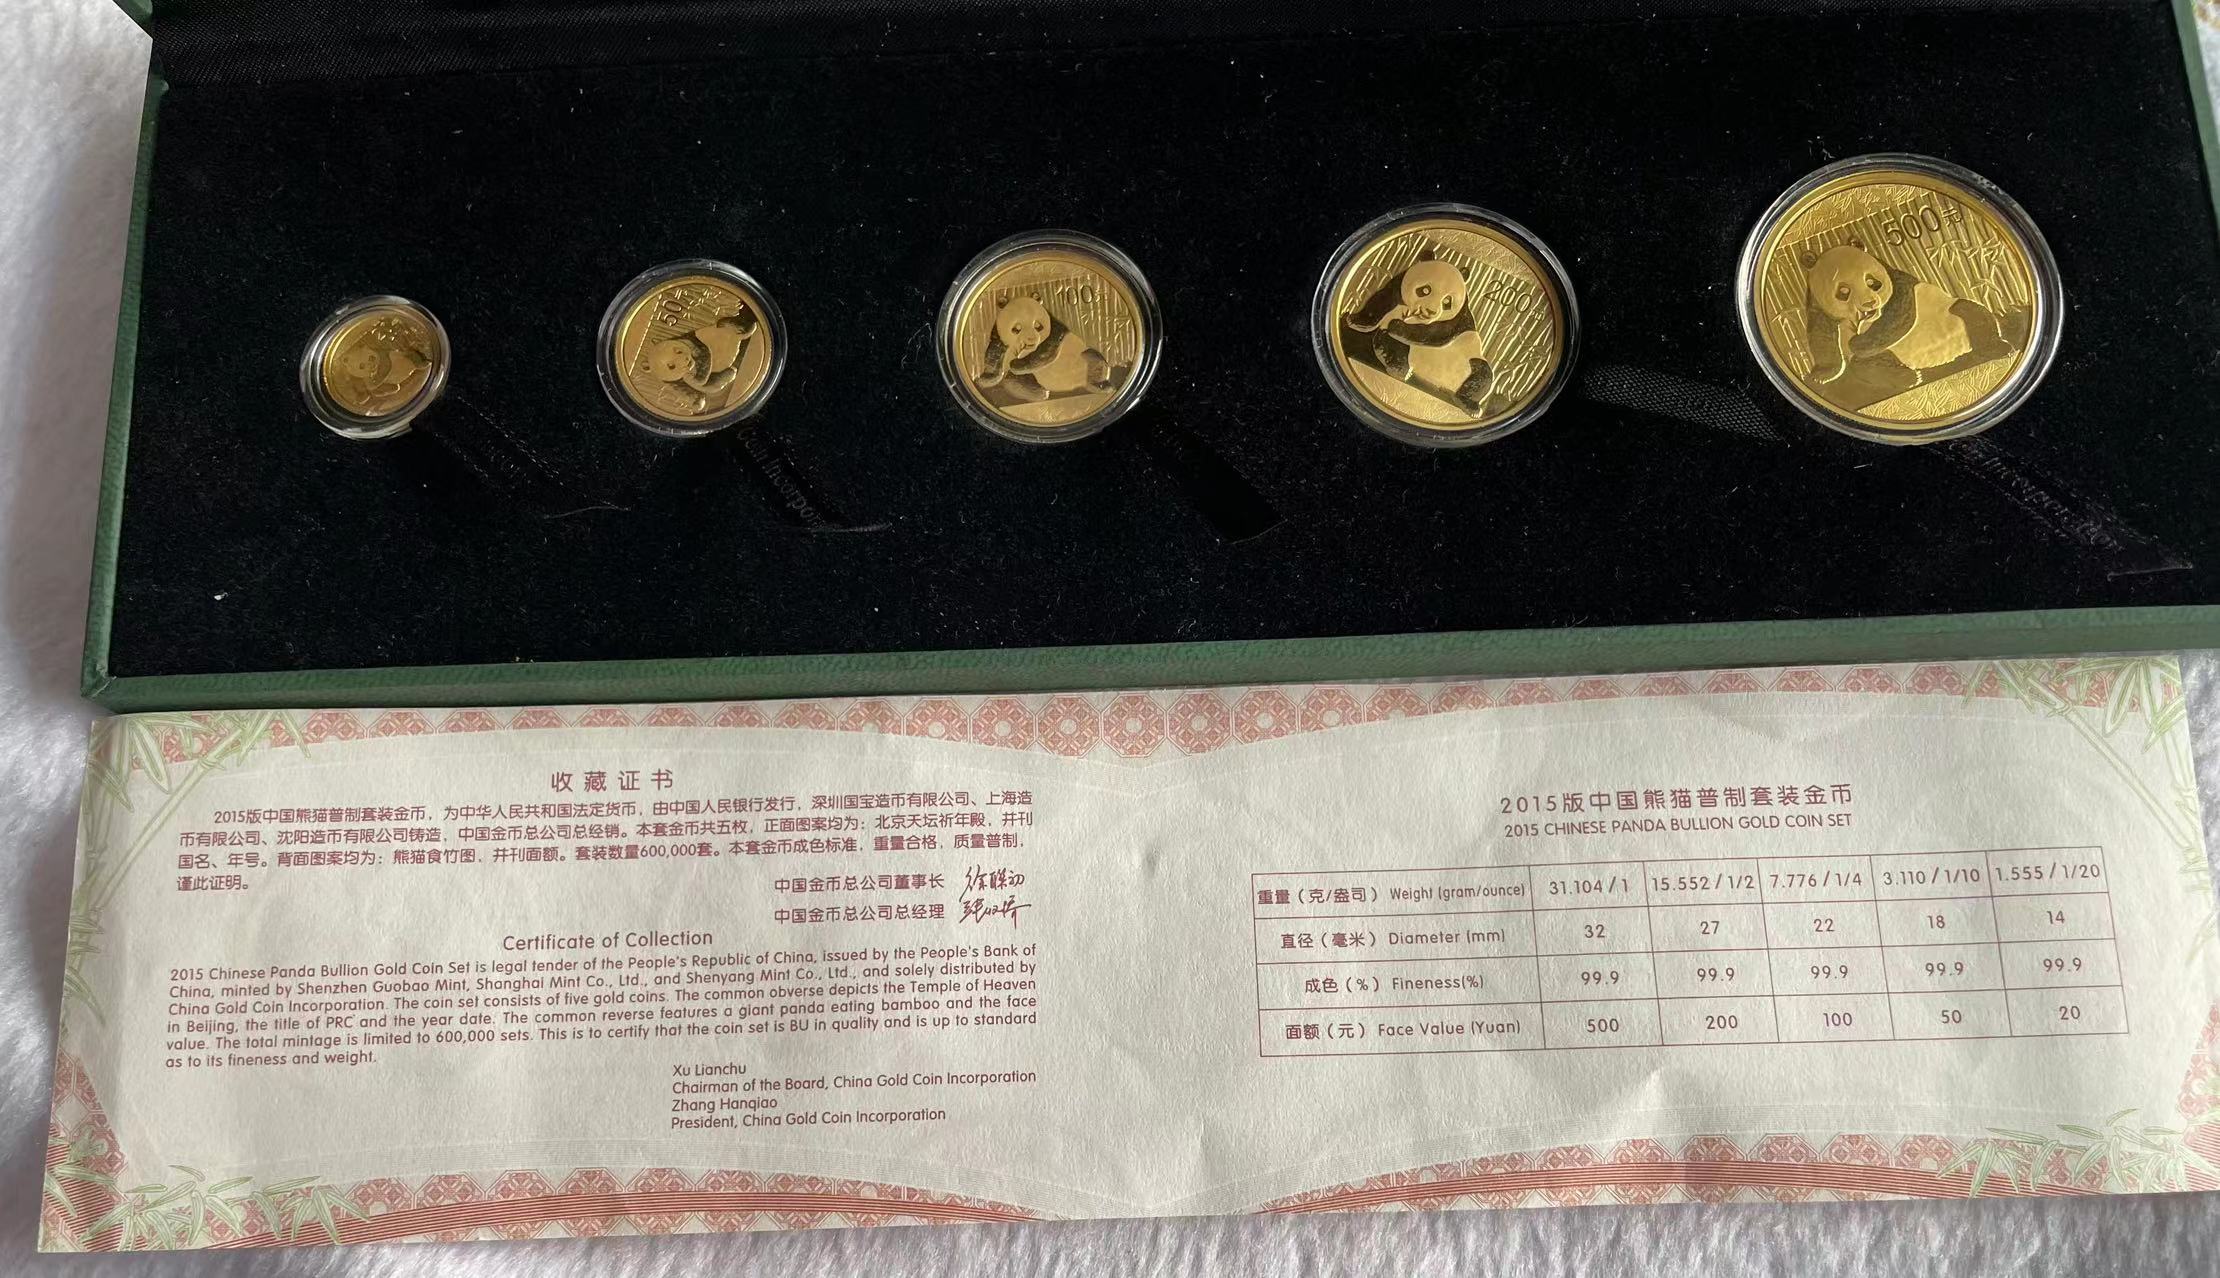 50元
100元
200元
500元
Coin Incorpor
收藏证书
2015版中国熊猫普制套装金币，为中华人民共和国法定货币，由中国人民银行发行，深圳国宝造币有限公司、上海造
币有限公司、沈阳造币有限公司铸造，中国金币总公司总经销。本套金币共五枚，正面图案均为：北京天坛祈年殿，并刊
国名、年号。背面图案均为：熊猫食竹图，并刊面额。套装数量600,000套。本套金币成色标准，重量合格，质量普制，
谨此证明。
中国金币总公司董事长 徐联初
中国金币总公司总经理
Certificate of Collection
2015 Chinese Panda Bullion Gold Coin Set is legal tender of the People's Republic of China, issued by the People's Bank of
China, minted by Shenzhen Guobao Mint, Shanghai Mint Co., Ltd., and Shenyang Mint Co., Ltd., and solely distributed by
China Gold Coin Incorporation. The coin set consists of five gold coins. The common obverse depicts the Temple of Heaven
in Beijing, the title of PRC and the year date. The common reverse features a giant panda eating bamboo and the face
value. The total mintage is limited to 600,000 sets. This is to certify that the coin set is BU in quality and is up to standard
as to its fineness and weight.
Xu Lianchu
Chairman of the Board, China Gold Coin Incorporation
Zhang Hanqiao
President, China Gold Coin Incorporation
2015版中国熊猫普制套装金币
2015 CHINESE PANDA BULLION GOLD COIN SET
重量（克/盎司） Weight (gram/ounce) 31.104 / 1 15.552 / 1/2 7.776 / 1/4 3.110 / 1/10 1.555 / 1/20
直径（毫米） Diameter (mm) 32 27 22 18 14
成色（%） Fineness(%) 99.9 99.9 99.9 99.9 99.9
面额（元） Face Value (Yuan) 500 200 100 50 20